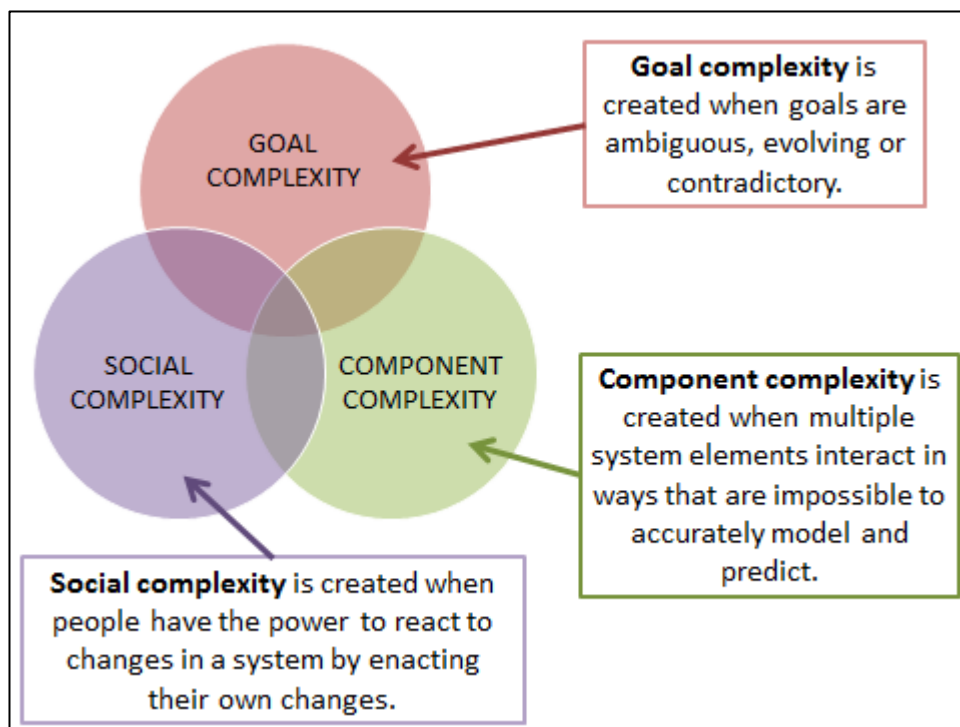 GOAL
COMPLEXITY
Goal complexity is
created when goals are
ambiguous, evolving or
contradictory.
SOCIAL
COMPLEXITY
COMPONENT
COMPLEXITY
Component complexity is
created when multiple
system elements interact in
ways that are impossible to
accurately model and
predict.
Social complexity is created when
people have the power to react to
changes in a system by enacting
their own changes.